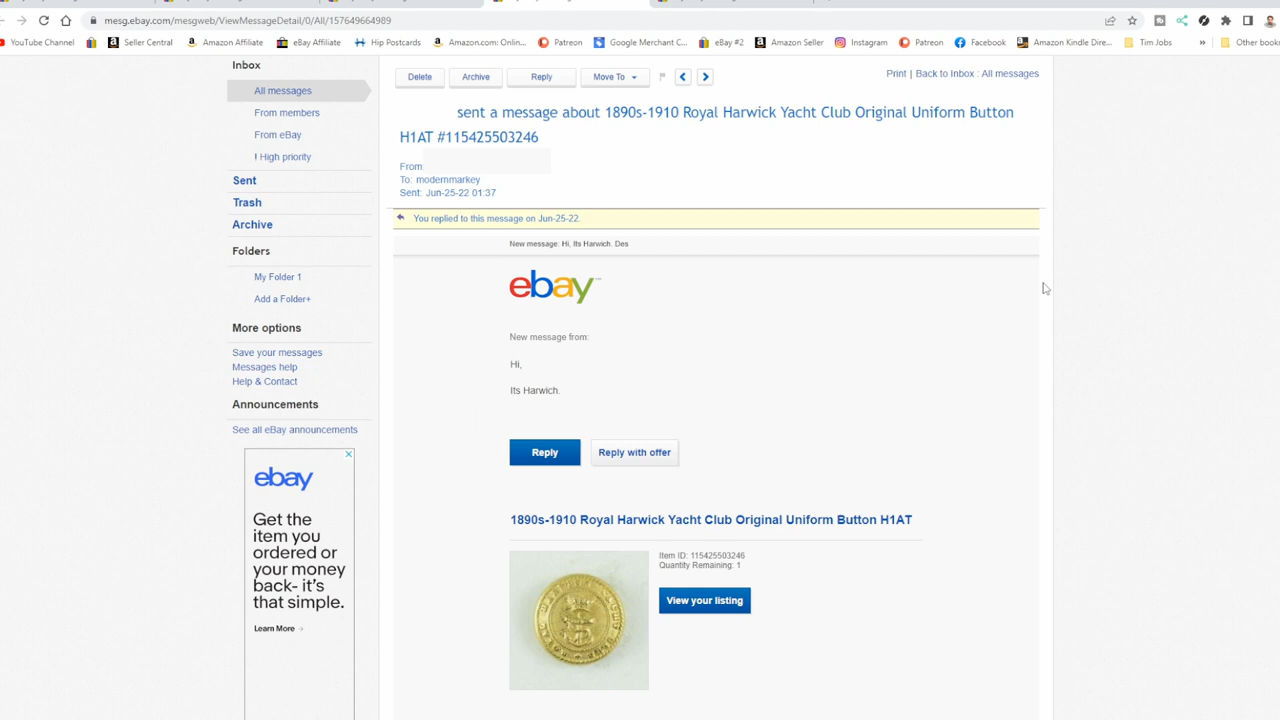 mesg.ebay.com/mesgweb/ViewMessageDetail/0/All/157649664989
YouTube Channel
Seller Central
Amazon Affiliate
eBay Affiliate
Hip Postcards
Amazon.com: Onlin...
Patreon
Google Merchant C...
eBay #2
Amazon Seller
Instagram
Patreon
Facebook
Amazon Kindle Dire...
Tim Jobs
»
Other book
Inbox
All messages
From members
From eBay
! High priority
Sent
Trash
Archive
Folders
My Folder 1
Add a Folder+
More options
Save your messages
Messages help
Help & Contact
Announcements
See all eBay announcements
ebay
Get the
item you
ordered or
your money
back- it's
that simple.
Learn More →
Delete
Archive
Reply
Move To
Print | Back to Inbox : All messages
sent a message about 1890s-1910 Royal Harwick Yacht Club Original Uniform Button
H1AT #115425503246
From:
To: modernmarkey
Sent: Jun-25-22 01:37
You replied to this message on Jun-25-22.
New message: Hi, Its Harwich. Des
ebay
New message from:
Hi,
Its Harwich.
Reply
Reply with offer
1890s-1910 Royal Harwick Yacht Club Original Uniform Button H1AT
Item ID: 115425503246
Quantity Remaining: 1
View your listing